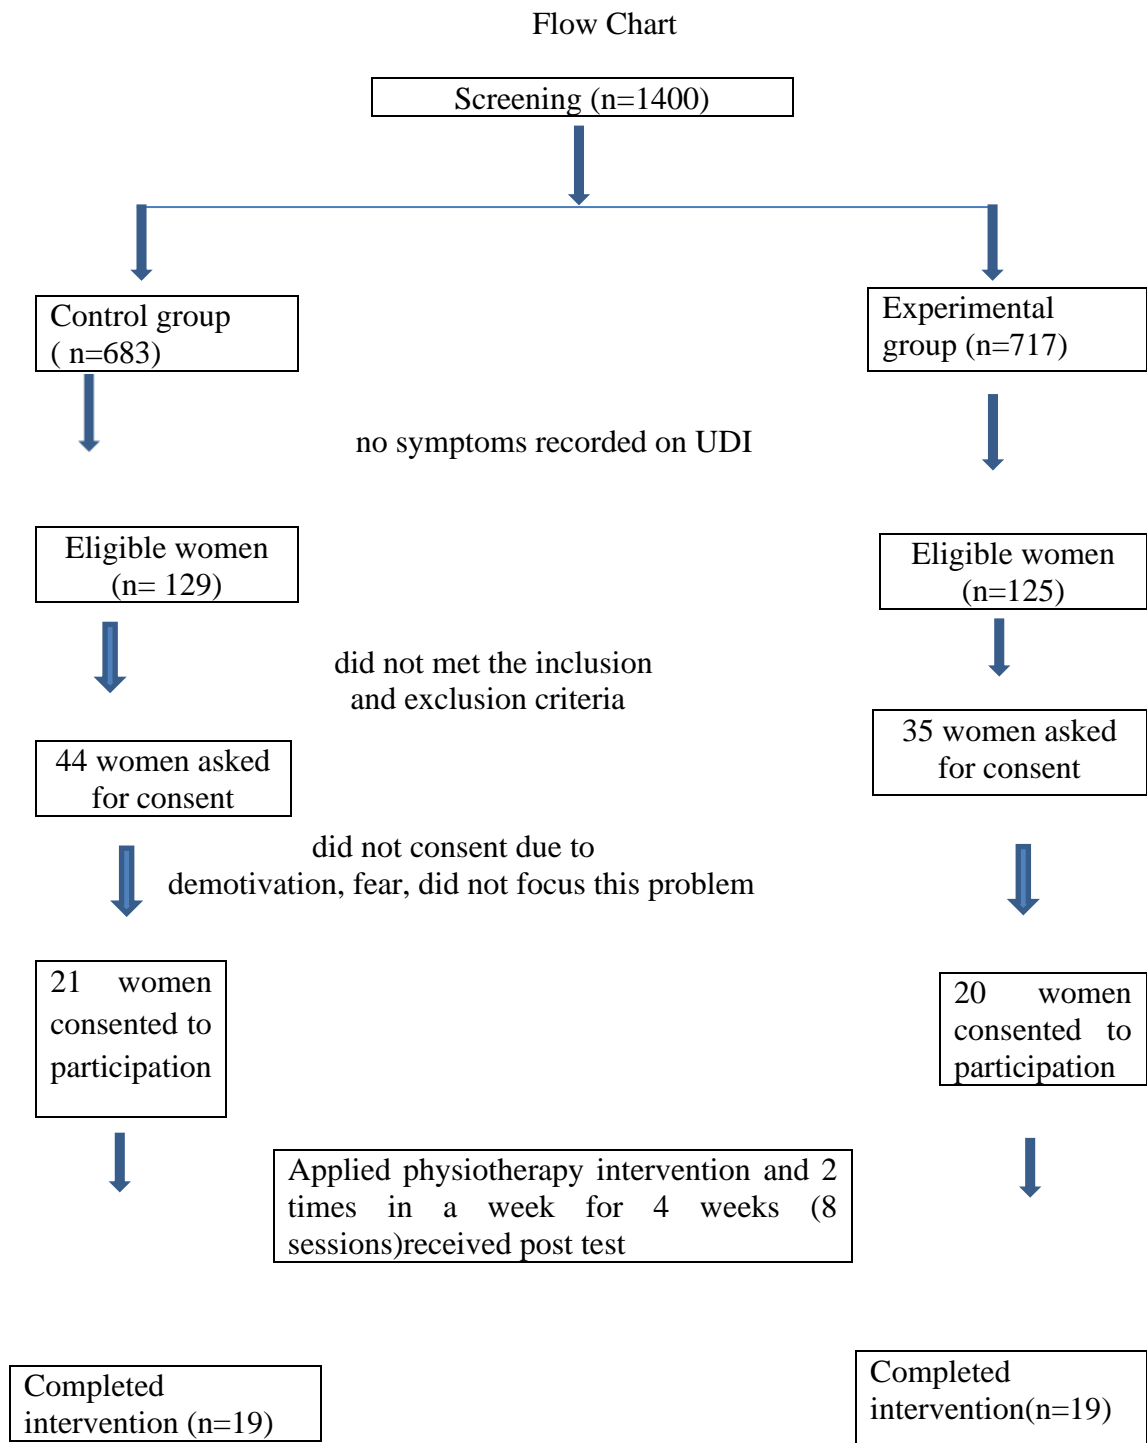 Flow Chart
Screening (n=1400)
Control group
( n=683)
Experimental
group (n=717)
no symptoms recorded on UDI
Eligible women
(n= 129)
Eligible women
(n=125)
did not met the inclusion
and exclusion criteria
44 women asked
for consent
35 women asked
for consent
did not consent due to
demotivation, fear, did not focus this problem
21 women
consented to
participation
20 women
consented to
participation
Applied physiotherapy intervention and 2
times in a week for 4 weeks (8
sessions)received post test
Completed
intervention (n=19)
Completed
intervention(n=19)